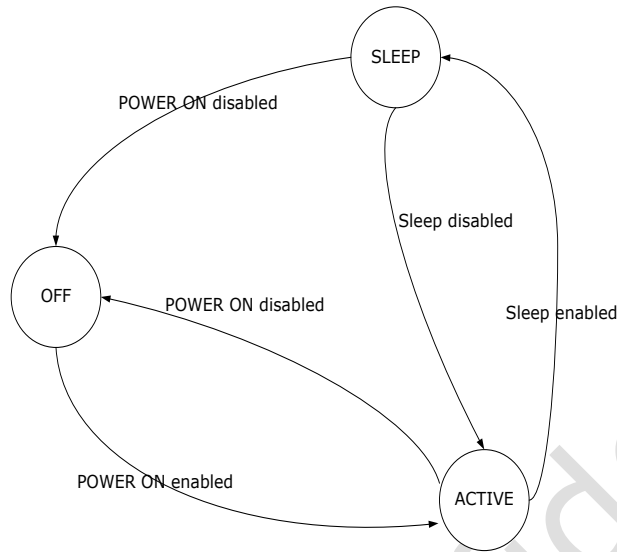 SLEEP
POWER ON disabled
Sleep disabled
OFF
POWER ON disabled
Sleep enabled
POWER ON enabled
ACTIVE